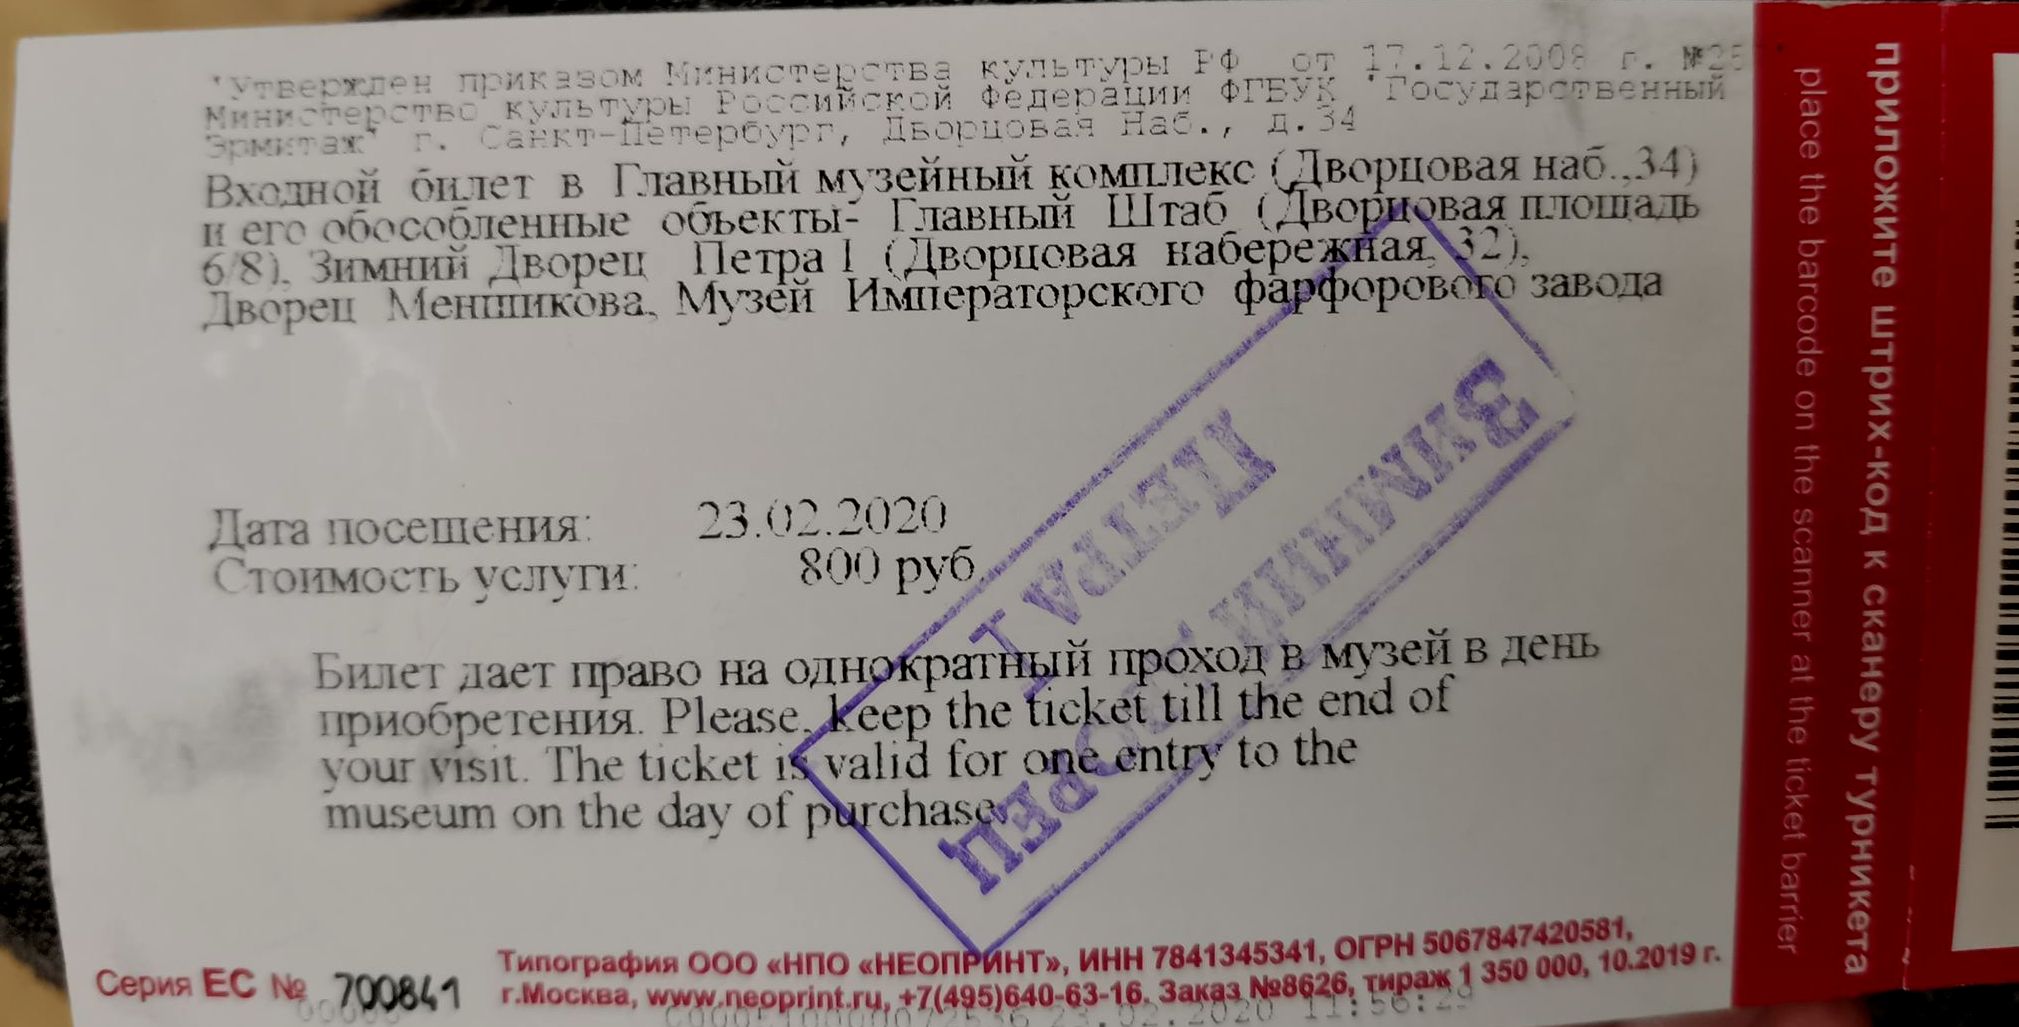 "Утвержден приказом Министерства культуры РФ от 17.12.2008 г. №257
Министерство культуры Российской Федерации ФГБУК "Государственный
Эрмитаж" г. Санкт-Петербург, Дворцовая Наб., д.34
Входной билет в Главный музейный комплекс (Дворцовая наб.,34)
и его обособленные объекты- Главный Штаб (Дворцовая площадь
6/8), Зимний Дворец Петра I (Дворцовая набережная, 32),
Дворец Меншикова, Музей Императорского фарфорового завода
Дата посещения: 23.02.2020
Стоимость услуги: 800 руб
ЗИМНИЙ ДВОРЕЦ
ПЕТРА I
Билет дает право на однократный проход в музей в день
приобретения. Please, keep the ticket till the end of
your visit. The ticket is valid for one entry to the
museum on the day of purchase.
Серия ЕС № 700841
Типография ООО «НПО «НЕОПРИНТ», ИНН 7841345341, ОГРН 5067847420581,
г.Москва, www.neoprint.ru, +7(495)640-63-16. Заказ №8626, тираж 1 350 000, 10.2019 г.
23.02.2020
приложите штрих-код к сканеру турникета
place the barcode on the scanner at the ticket barrier